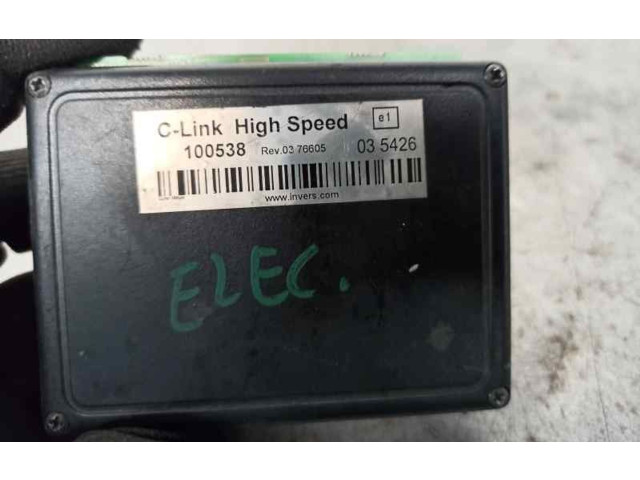 C-Link High Speed e1
100538 Rev.03 76605 03 5426
www.invers.com
ELEC.